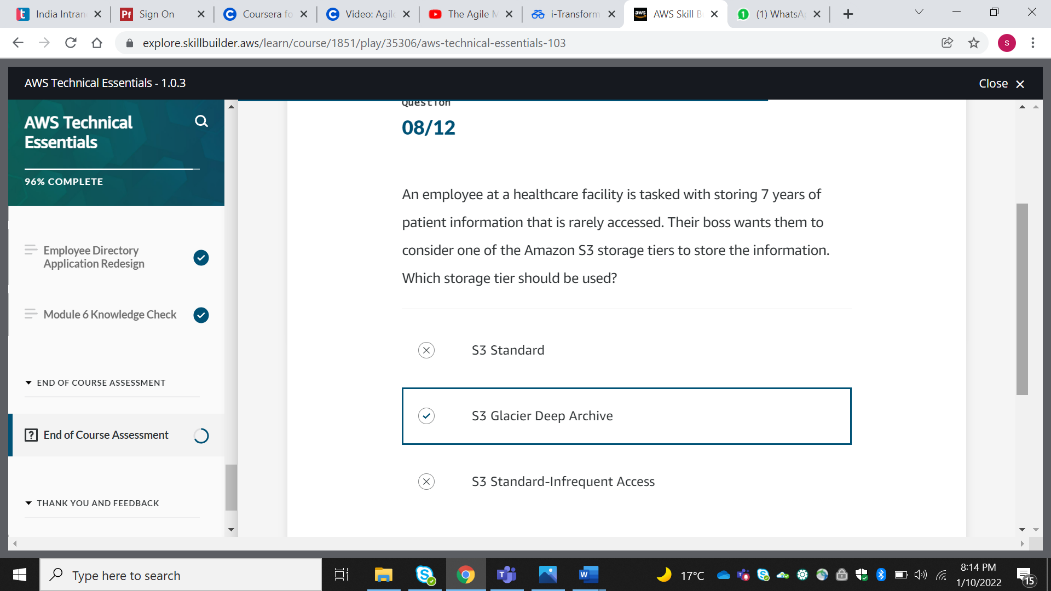 India Intran
Sign On
Coursera fo
Video: Agil
The Agile M
i-Transform
AWS Skill B
(1) WhatsA
explore.skillbuilder.aws/learn/course/1851/play/35306/aws-technical-essentials-103
S
AWS Technical Essentials - 1.0.3
Close
AWS Technical
Essentials
96% COMPLETE
Employee Directory
Application Redesign
Module 6 Knowledge Check
END OF COURSE ASSESSMENT
End of Course Assessment
THANK YOU AND FEEDBACK
Question
08/12
An employee at a healthcare facility is tasked with storing 7 years of
patient information that is rarely accessed. Their boss wants them to
consider one of the Amazon S3 storage tiers to store the information.
Which storage tier should be used?
S3 Standard
S3 Glacier Deep Archive
S3 Standard-Infrequent Access
Type here to search
17°C
8:14 PM
1/10/2022
15